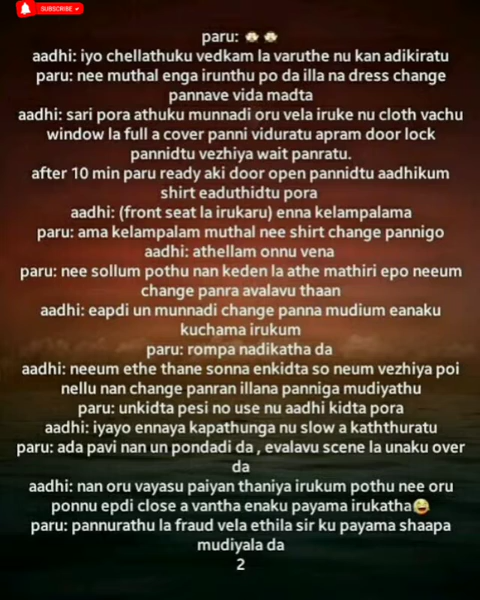 SUBSCRIBE
paru: 🙈 🙈
aadhi: iyo chellathuku vedkam la varuthe nu kan adikiratu
paru: nee muthal enga irunthu po da illa na dress change
pannave vida madta
aadhi: sari pora athuku munnadi oru vela iruke nu cloth vachu
window la full a cover panni viduratu apram door lock
pannidtu vezhiya wait panratu.
after 10 min paru ready aki door open pannidtu aadhikum
shirt eaduthidtu pora
aadhi: (front seat la irukaru) enna kelampalama
paru: ama kelampalam muthal nee shirt change pannigo
aadhi: athellam onnu vena
paru: nee sollum pothu nan keden la athe mathiri epo neeum
change panra avalavu thaan
aadhi: eapdi un munnadi change panna mudium eanaku
kuchama irukum
paru: rompa nadikatha da
aadhi: neeum ethe thane sonna enkidta so neum vezhiya poi
nellu nan change panran illana panniga mudiyathu
paru: unkidta pesi no use nu aadhi kidta pora
aadhi: iyayo ennaya kapathunga nu slow a kaththuratu
paru: ada pavi nan un pondadi da , evalavu scene la unaku over
da
aadhi: nan oru vayasu paiyan thaniya irukum pothu nee oru
ponnu epdi close a vantha enaku payama irukatha😂
paru: pannurathu la fraud vela ethila sir ku payama shaapa
mudiyala da
2